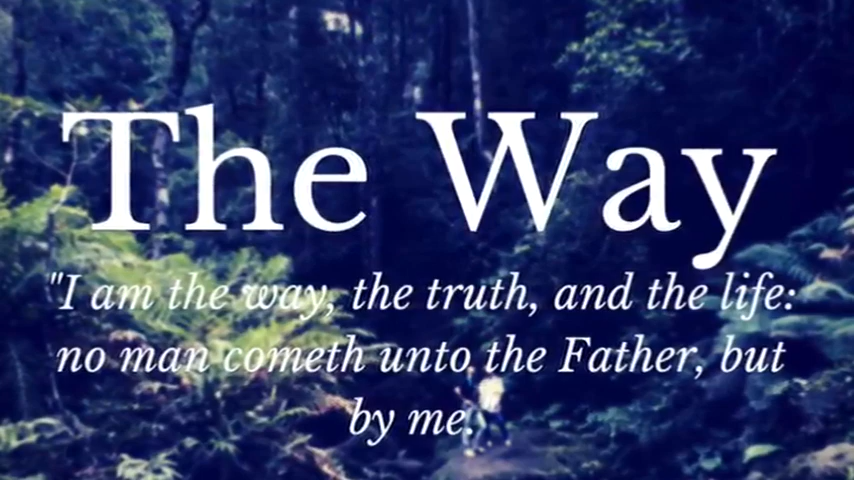 The Way
"I am the way, the truth, and the life:
no man cometh unto the Father, but
by me.